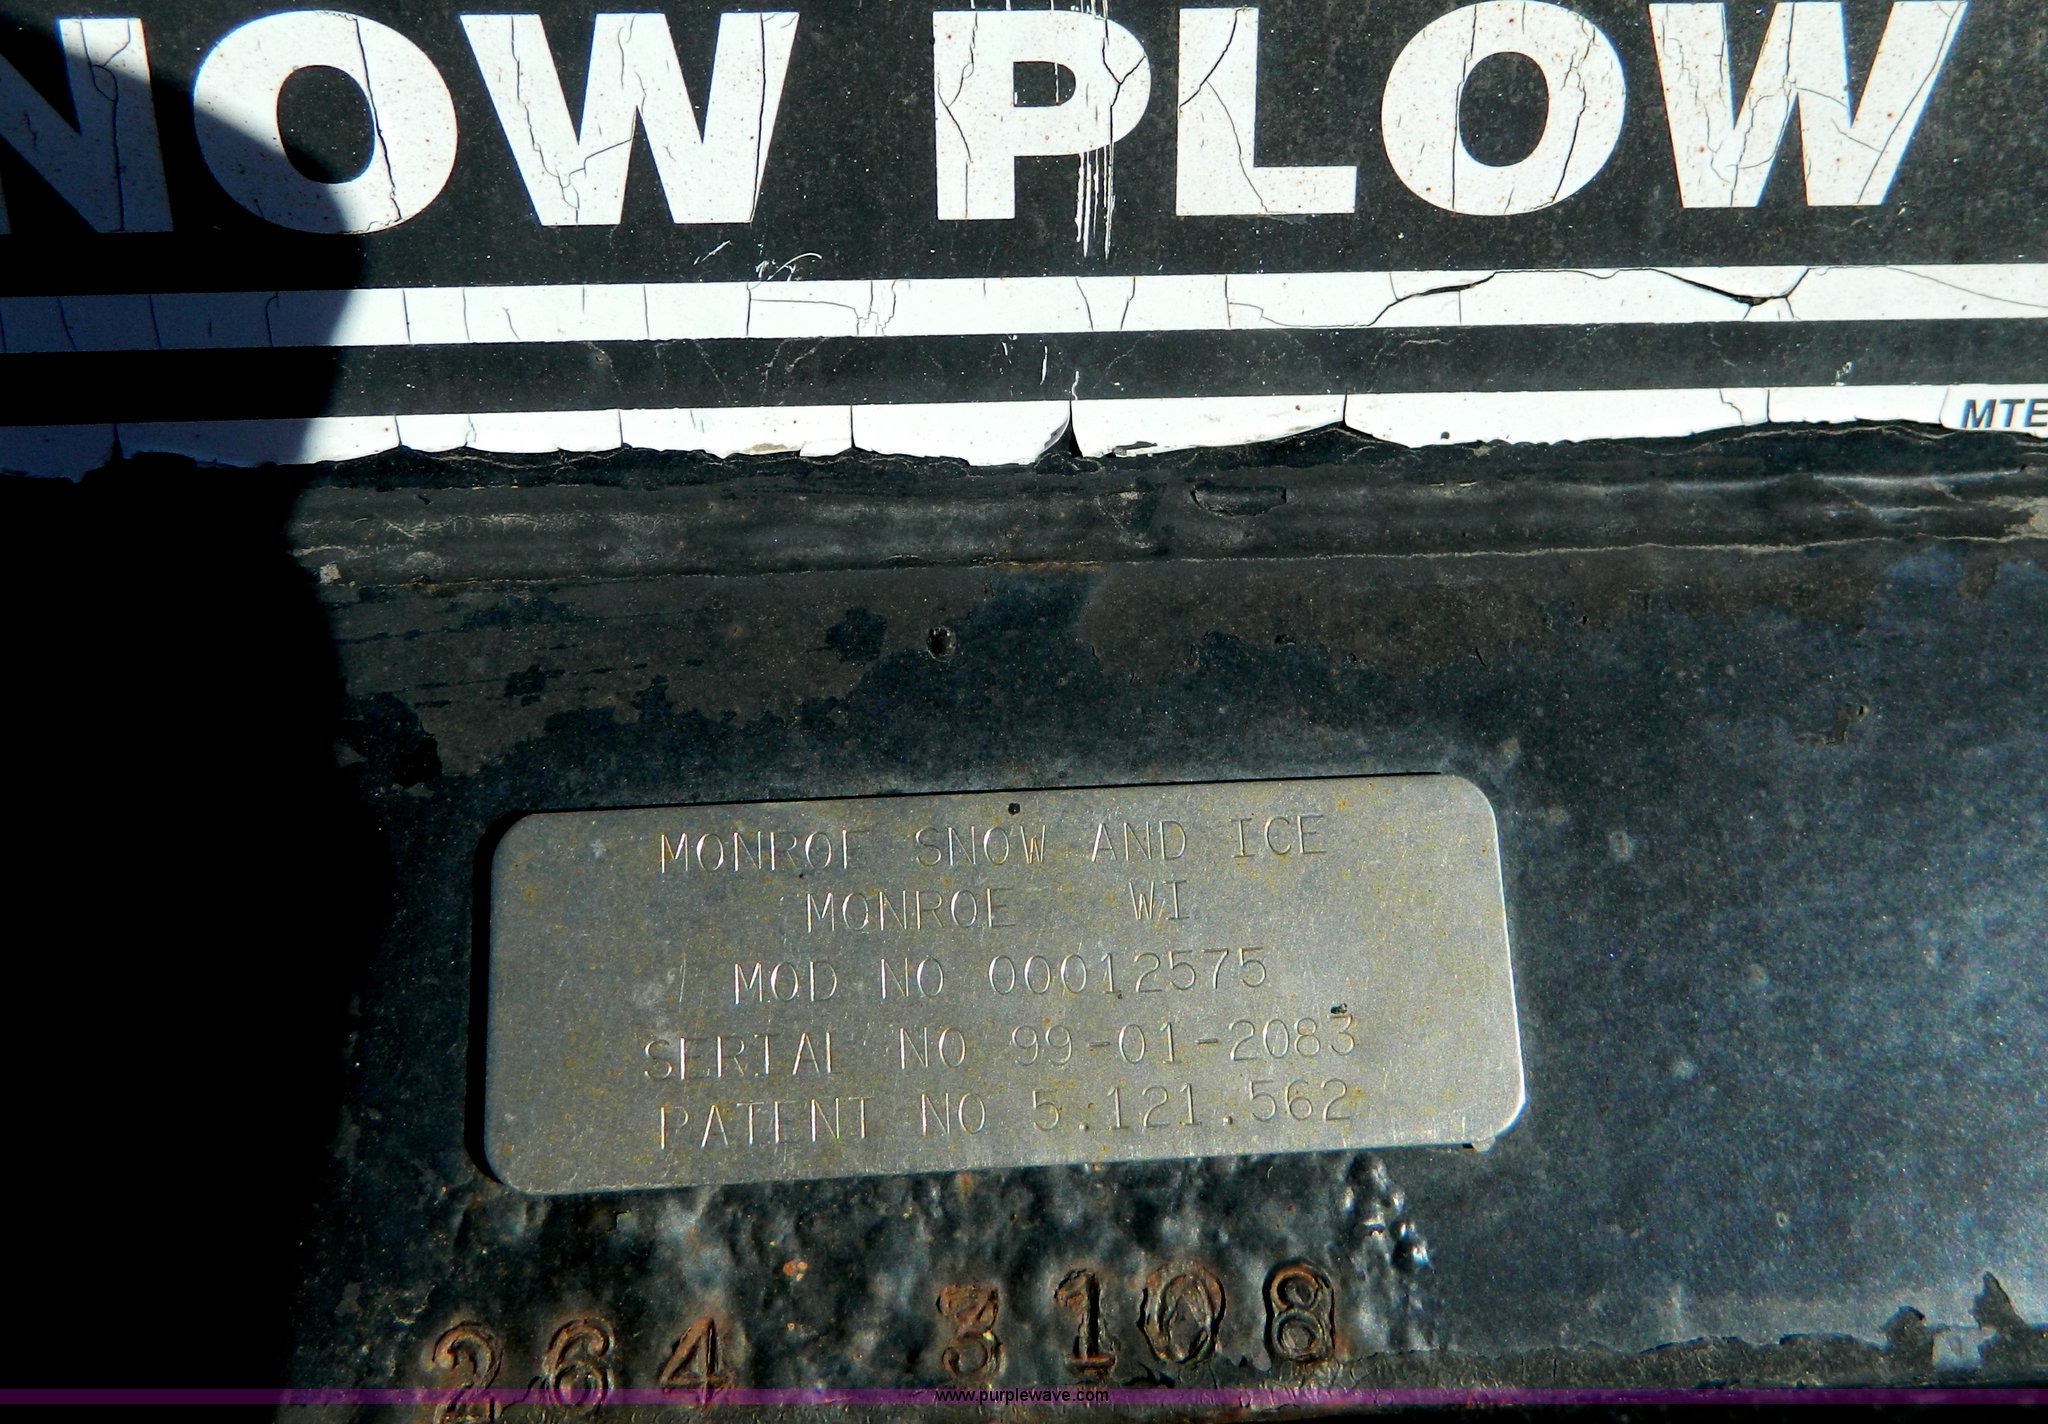 NOW PLOW
MTE
MONROE SNOW AND ICE
MONROE WI
MOD NO 00012575
SERIAL NO 99-01-2083
PATENT NO 5.121.562
264 3108
www.purplewave.com